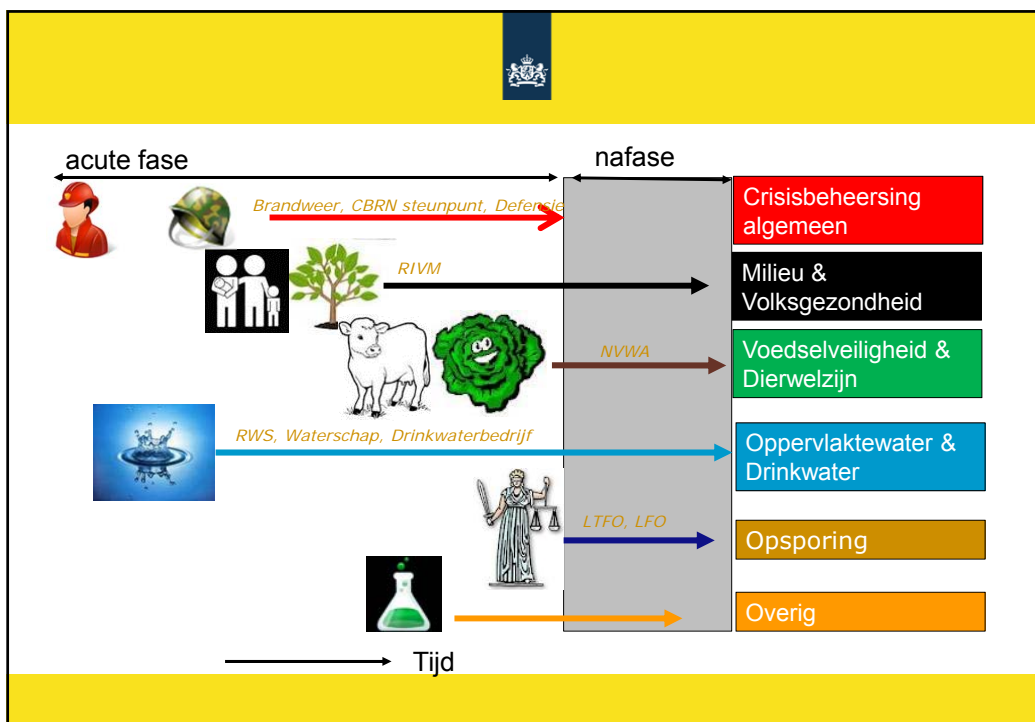 acute fase
nafase
Brandweer, CBRN steunpunt, Defensie
Crisisbeheersing
algemeen
RIVM
Milieu &
Volksgezondheid
NVWA
Voedselveiligheid &
Dierwelzijn
RWS, Waterschap, Drinkwaterbedrijf
Oppervlaktewater &
Drinkwater
LTFO, LFO
Opsporing
Overig
Tijd